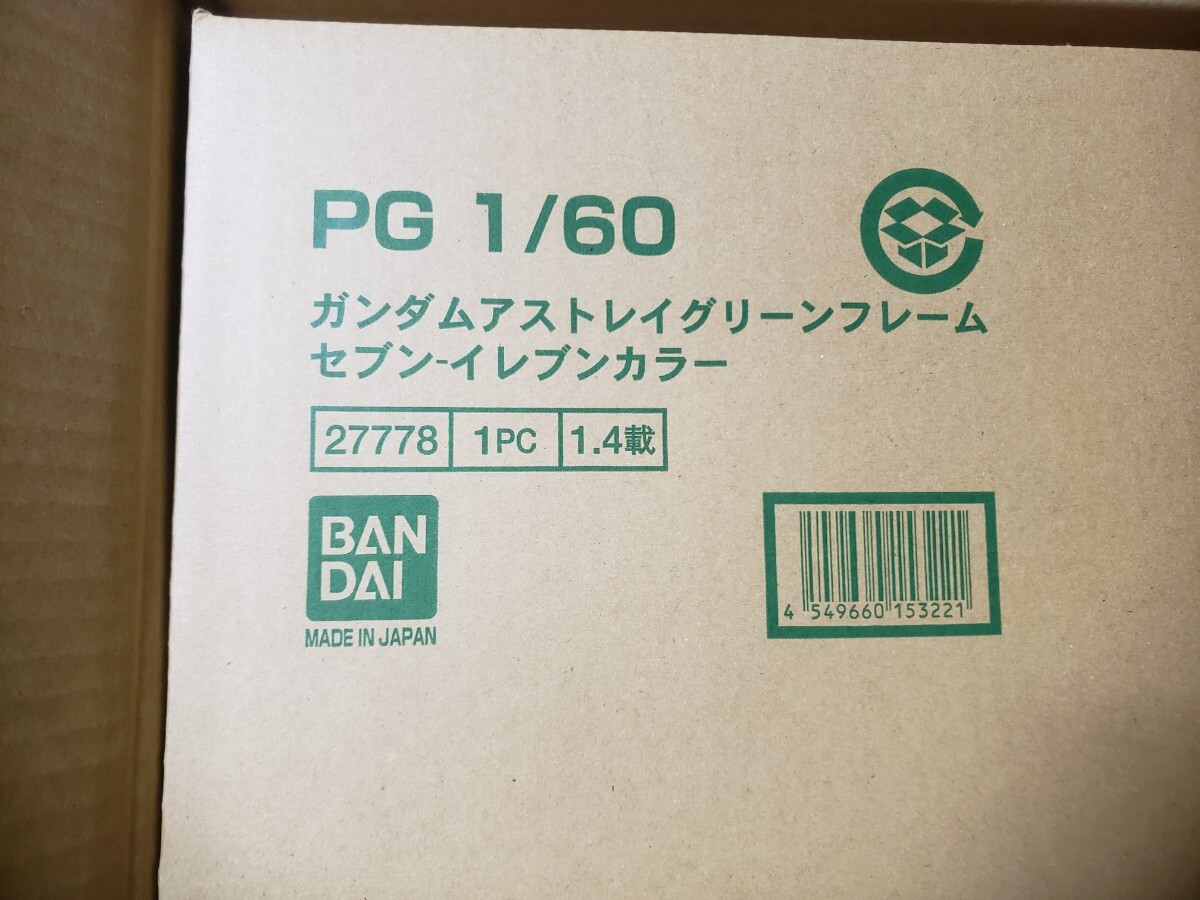 PG 1/60
ガンダムアストレイグリーンフレーム
セブン-イレブンカラー
27778 1PC 1.4載
BAN
DAI
MADE IN JAPAN
4 549660 153221